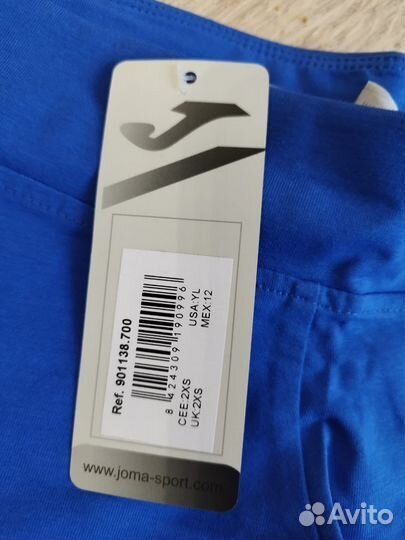 Ref. 901138.700
8 424309 190996
CEE:2XS
UK:2XS
USA:YL
MEX:12
www.joma-sport.com
Avito